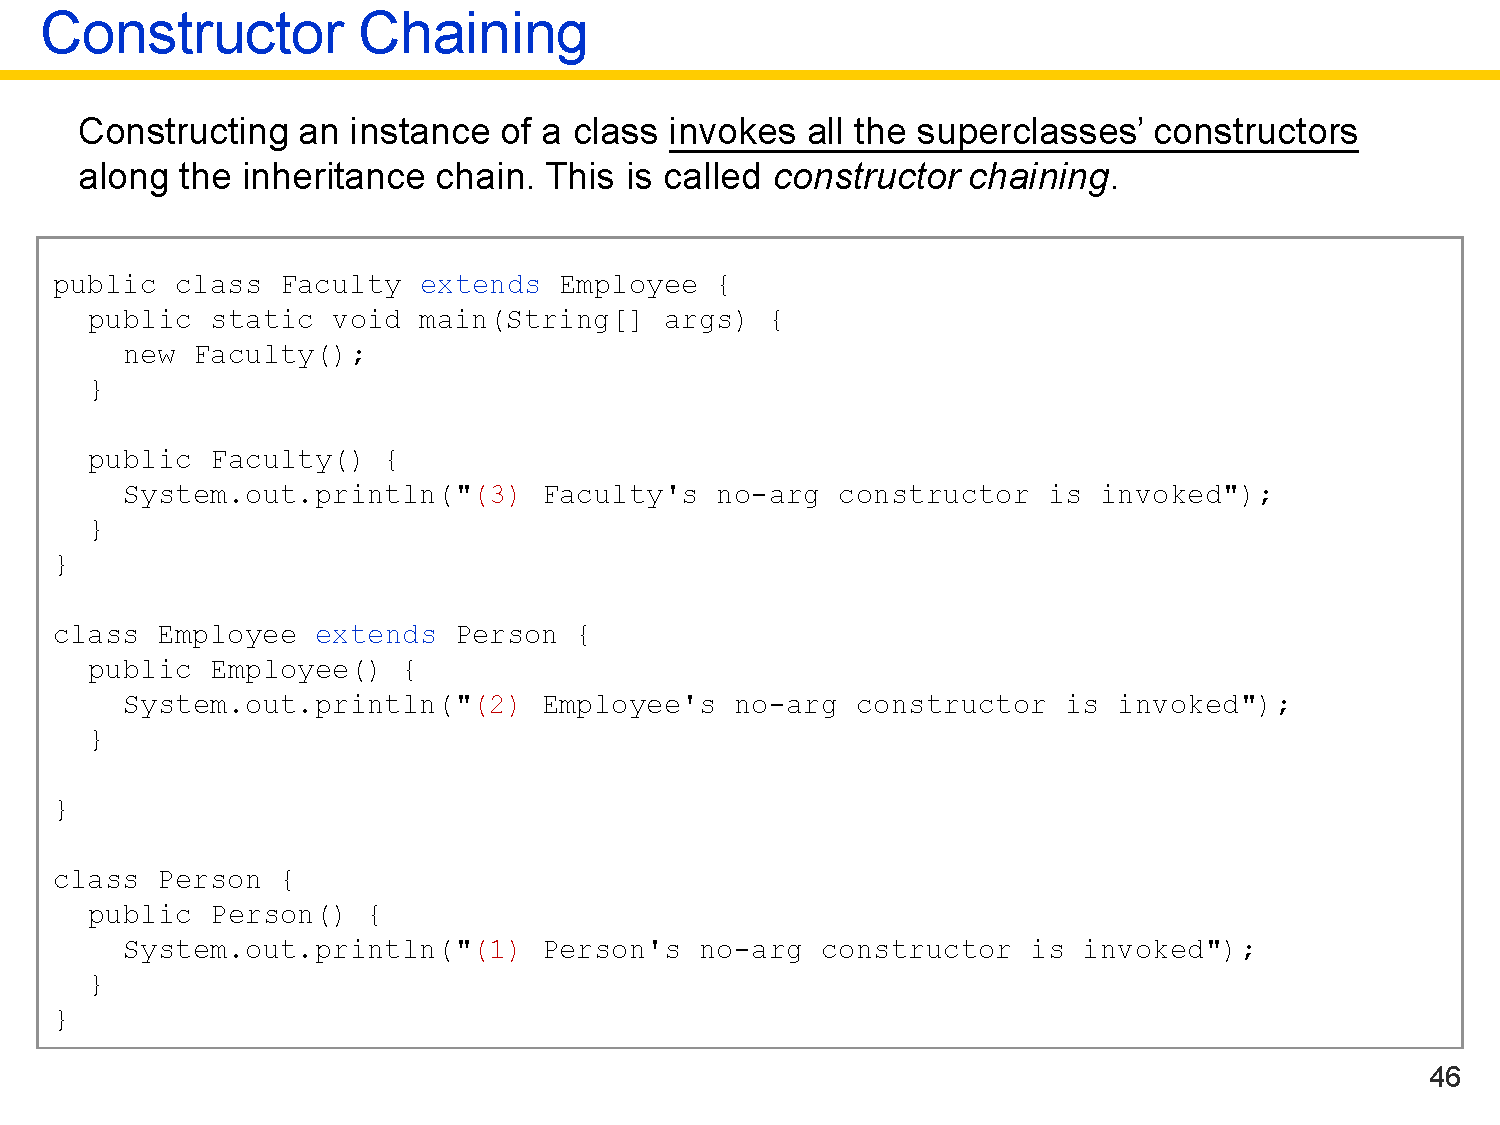 Constructor Chaining
Constructing an instance of a class invokes all the superclasses’ constructors
along the inheritance chain. This is called constructor chaining.
public class Faculty extends Employee {
  public static void main(String[] args) {
    new Faculty();
  }

  public Faculty() {
    System.out.println("(3) Faculty's no-arg constructor is invoked");
  }
}

class Employee extends Person {
  public Employee() {
    System.out.println("(2) Employee's no-arg constructor is invoked");
  }

}

class Person {
  public Person() {
    System.out.println("(1) Person's no-arg constructor is invoked");
  }
}
46